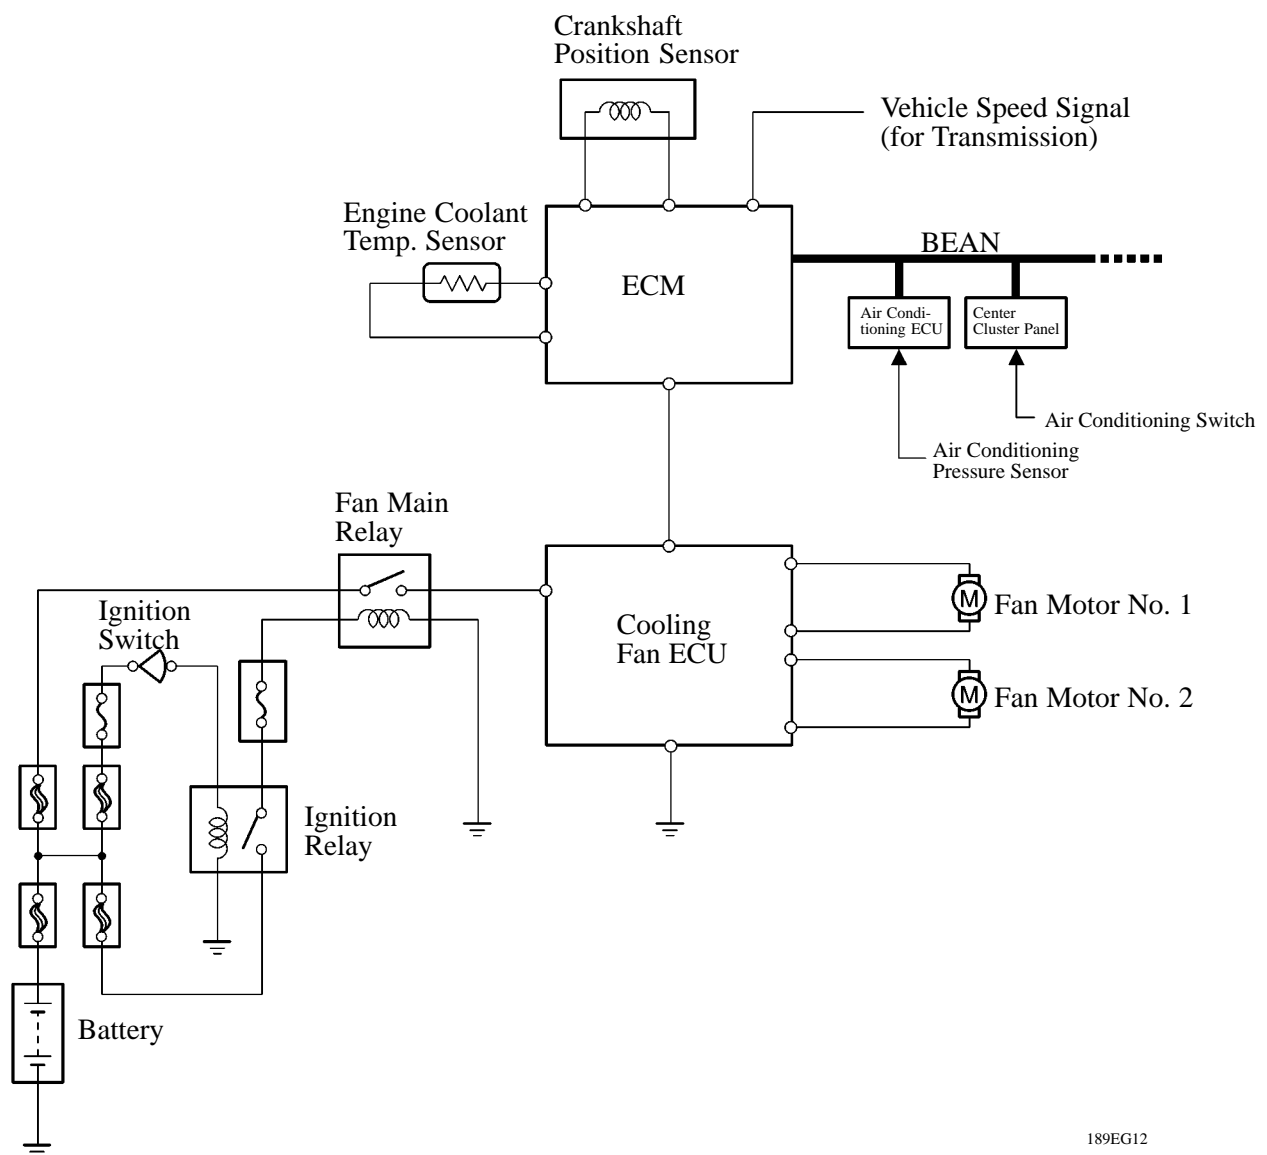 Crankshaft
Position Sensor
Vehicle Speed Signal
(for Transmission)
Engine Coolant
Temp. Sensor
BEAN
ECM
Air Condi-
tioning ECU
Center
Cluster Panel
Air Conditioning Switch
Air Conditioning
Pressure Sensor
Fan Main
Relay
Ignition
Switch
Cooling
Fan ECU
M
Fan Motor No. 1
M
Fan Motor No. 2
Ignition
Relay
Battery
189EG12